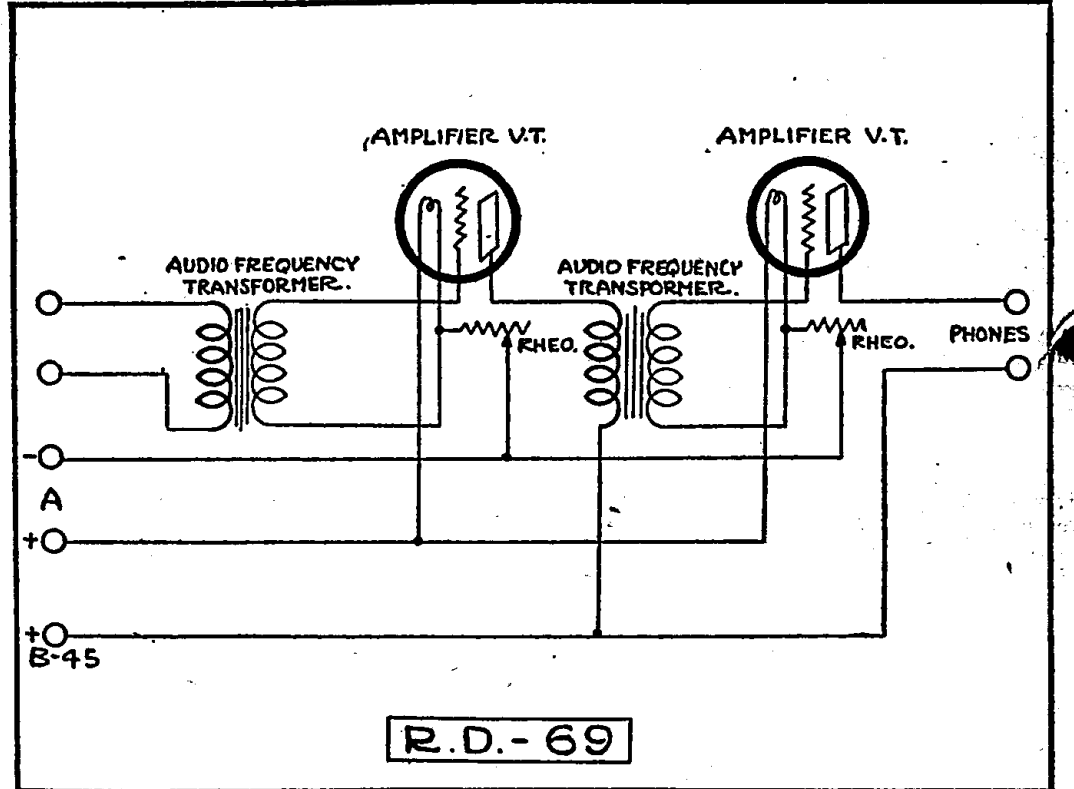 AMPLIFIER V.T.
AMPLIFIER V.T.
AUDIO FREQUENCY
TRANSFORMER.
AUDIO FREQUENCY
TRANSFORMER.
RHEO.
RHEO.
PHONES
-
A
+
+
B-45
R.D.-69